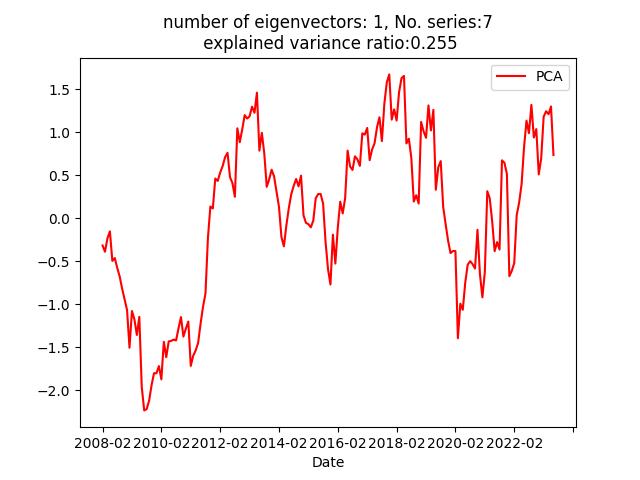 number of eigenvectors: 1, No. series:7
explained variance ratio:0.255
PCA
1.5
1.0
0.5
0.0
−0.5
−1.0
−1.5
−2.0
2008-02 2010-02 2012-02 2014-02 2016-02 2018-02 2020-02 2022-02
Date